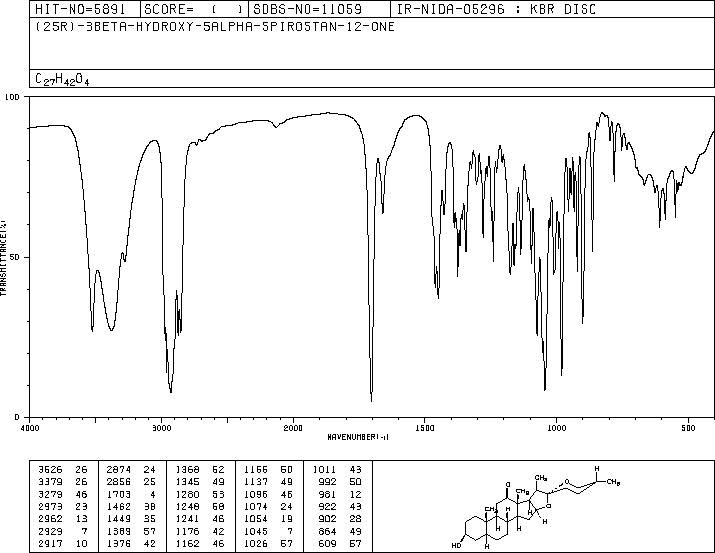 HIT-NO=5891 SCORE= ( ) SDBS-NO=11059 IR-NIDA-05296 : KBR DISC
(25R)-3BETA-HYDROXY-5ALPHA-SPIROSTAN-12-ONE
C27H42O4
100
50
0
TRANSMITTANCE(%)
4000 3000 2000 1500 1000 500
WAVENUMBER(-1)
3526 26 2874 24 1368 52 1155 50 1011 43
3379 26 2856 25 1345 49 1137 49 992 50
3279 46 1703 4 1280 53 1096 46 981 12
2973 23 1462 38 1248 58 1074 24 922 43
2962 13 1449 35 1241 46 1054 19 902 28
2929 7 1389 57 1176 42 1045 7 864 49
2917 10 1376 42 1162 46 1026 57 609 57
H
O
CH3
CH3
O
CH3
CH3
H
H
H
O
H
H
HO
H